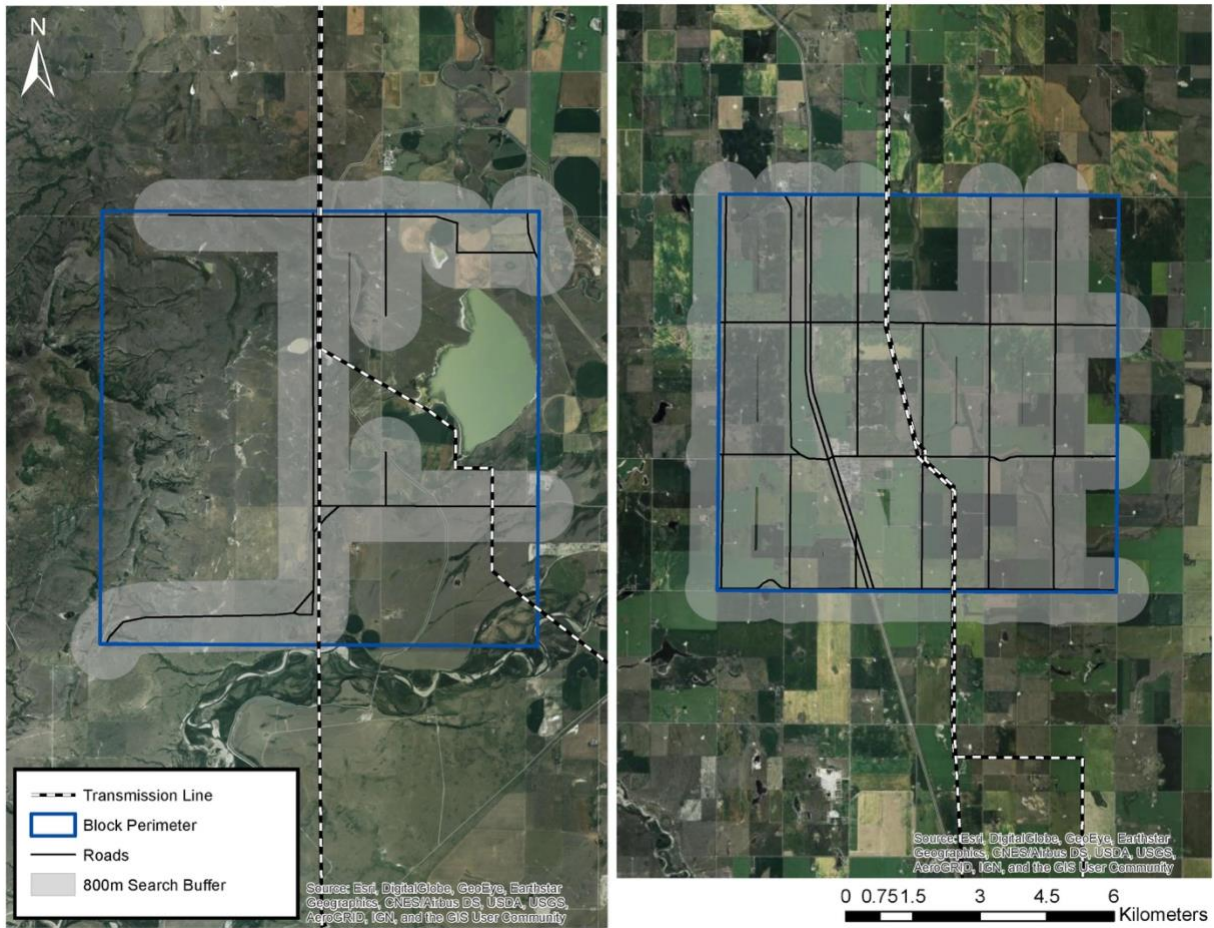 N
Transmission Line
Block Perimeter
Roads
800m Search Buffer
Source: Esri, DigitalGlobe, GeoEye, Earthstar
Geographics, CNES/Airbus DS, USDA, USGS,
AeroGRID, IGN, and the GIS User Community
Source: Esri, DigitalGlobe, GeoEye, Earthstar
Geographics, CNES/Airbus DS, USDA, USGS,
AeroGRID, IGN, and the GIS User Community
0 0.75 1.5 3 4.5 6
Kilometers